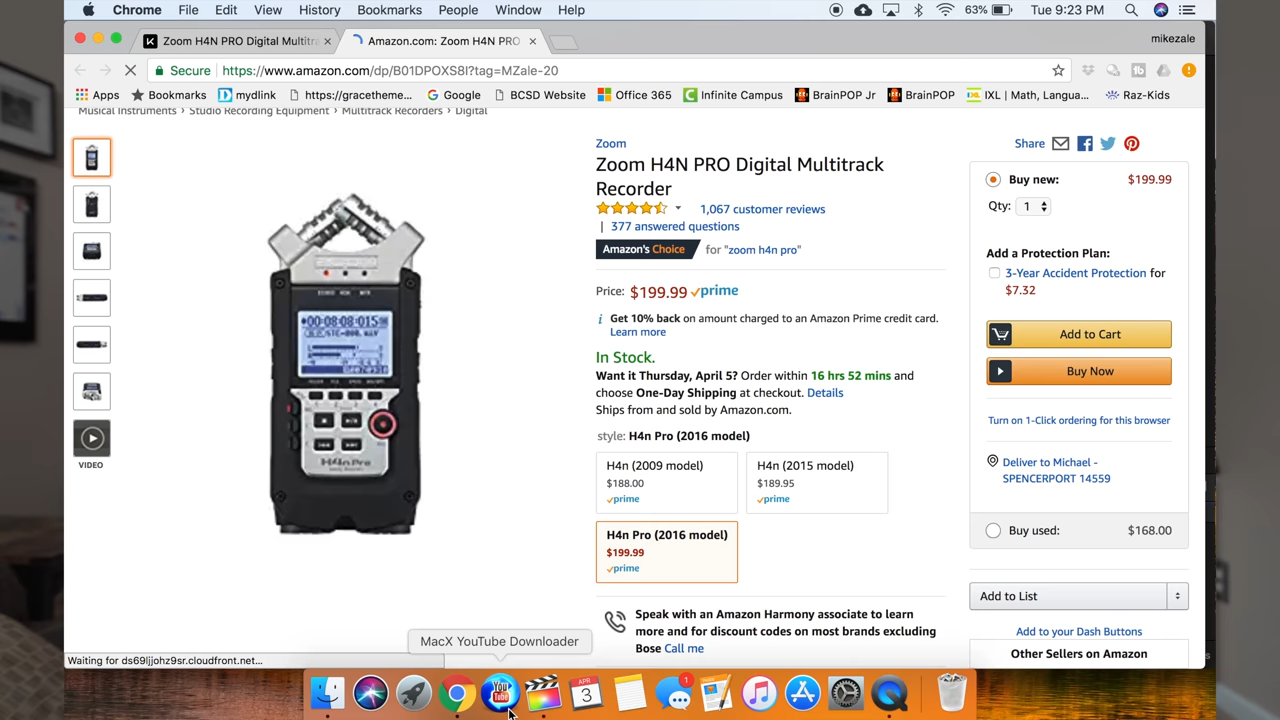 Chrome File Edit View History Bookmarks People Window Help 63% Tue 9:23 PM
Zoom H4N PRO Digital Multitra Amazon.com: Zoom H4N PRO mikezale
Secure https://www.amazon.com/dp/B01DPOXS8I?tag=MZale-20
Apps Bookmarks mydlink https://gracetheme... Google BCSD Website Office 365 Infinite Campus BrainPOP Jr BrainPOP IXL | Math, Langua... Raz-Kids
Musical Instruments › Studio Recording Equipment › Multitrack Recorders › Digital
VIDEO
Zoom
Zoom H4N PRO Digital Multitrack
Recorder
1,067 customer reviews
| 377 answered questions
Amazon's Choice for "zoom h4n pro"
Price: $199.99 prime
Get 10% back on amount charged to an Amazon Prime credit card.
Learn more
In Stock.
Want it Thursday, April 5? Order within 16 hrs 52 mins and
choose One-Day Shipping at checkout. Details
Ships from and sold by Amazon.com.
style: H4n Pro (2016 model)
H4n (2009 model)
$188.00
prime
H4n (2015 model)
$189.95
prime
H4n Pro (2016 model)
$199.99
prime
Speak with an Amazon Harmony associate to learn
more and for discount codes on most brands excluding
Bose Call me
Share
Buy new: $199.99
Qty: 1
Add a Protection Plan:
3-Year Accident Protection for
$7.32
Add to Cart
Buy Now
Turn on 1-Click ordering for this browser
Deliver to Michael -
SPENCERPORT 14559
Buy used: $168.00
Add to List
Add to your Dash Buttons
Other Sellers on Amazon
H4nPro
MacX YouTube Downloader
Waiting for ds69ljjohz9sr.cloudfront.net...
You
Tube
APR
3
1